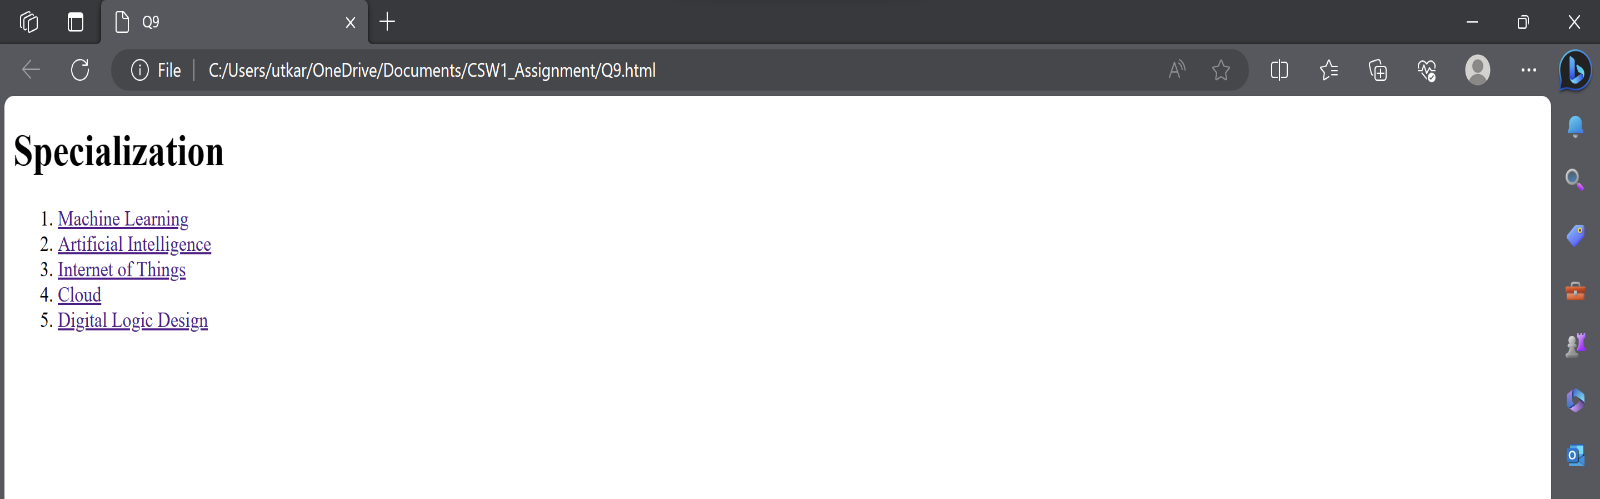 Q9
File C:/Users/utkar/OneDrive/Documents/CSW1_Assignment/Q9.html
Specialization
1. Machine Learning
2. Artificial Intelligence
3. Internet of Things
4. Cloud
5. Digital Logic Design